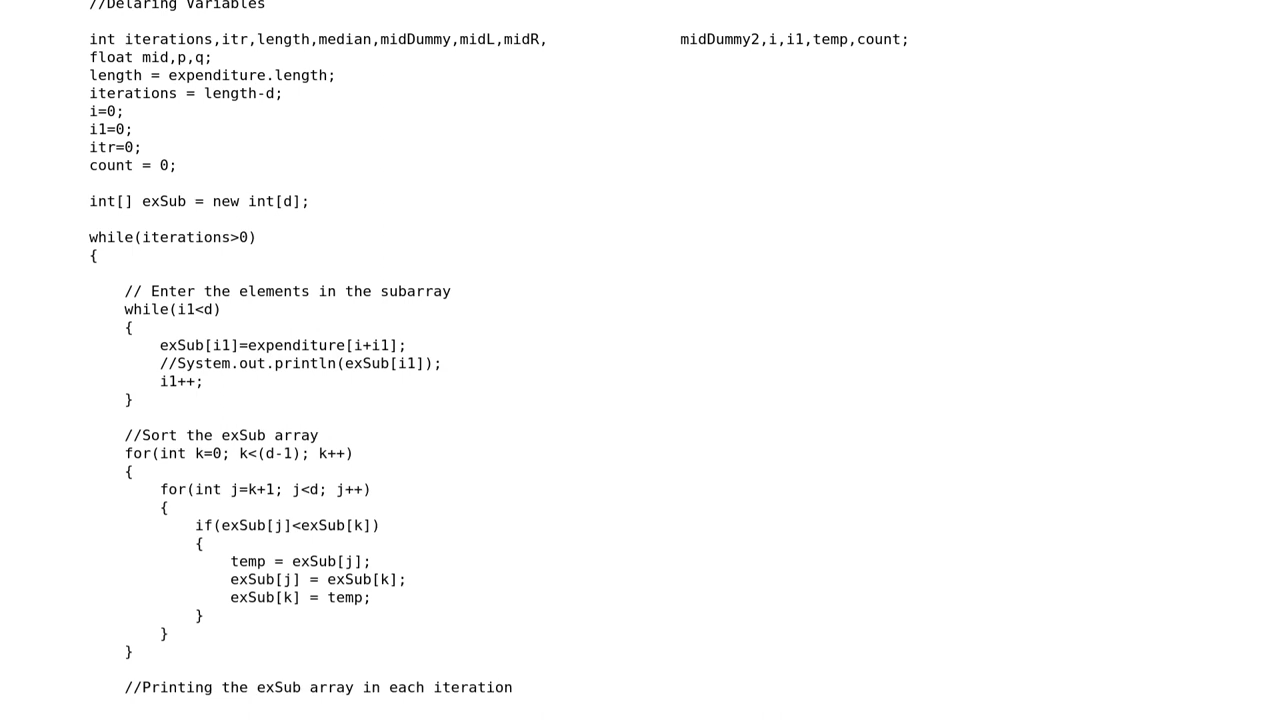 //Delaring Variables
int iterations,itr,length,median,midDummy,midL,midR, midDummy2,i,i1,temp,count;
float mid,p,q;
length = expenditure.length;
iterations = length-d;
i=0;
i1=0;
itr=0;
count = 0;
int[] exSub = new int[d];
while(iterations>0)
{
// Enter the elements in the subarray
while(i1<d)
{
exSub[i1]=expenditure[i+i1];
//System.out.println(exSub[i1]);
i1++;
}
//Sort the exSub array
for(int k=0; k<(d-1); k++)
{
for(int j=k+1; j<d; j++)
{
if(exSub[j]<exSub[k])
{
temp = exSub[j];
exSub[j] = exSub[k];
exSub[k] = temp;
}
}
}
//Printing the exSub array in each iteration